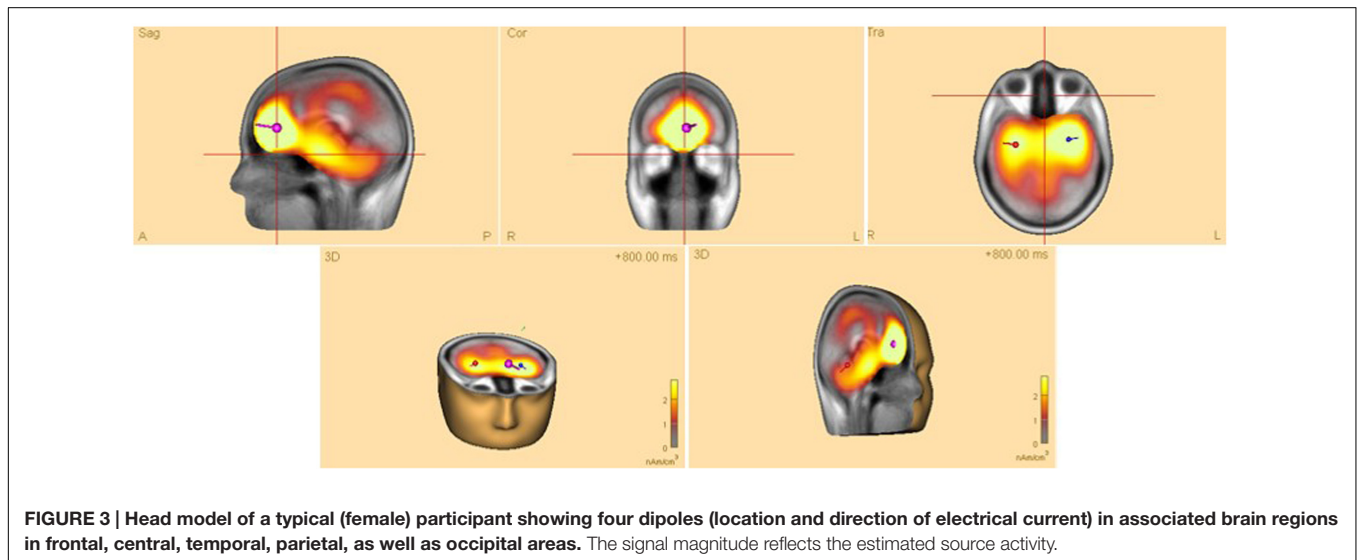 Sag
Cor
Tra
A
P
R
L
R
L
3D
+800.00 ms
2
1
0
nAm/cm³
3D
+800.00 ms
2
1
0
nAm/cm³
FIGURE 3 | Head model of a typical (female) participant showing four dipoles (location and direction of electrical current) in associated brain regions
in frontal, central, temporal, parietal, as well as occipital areas. The signal magnitude reflects the estimated source activity.